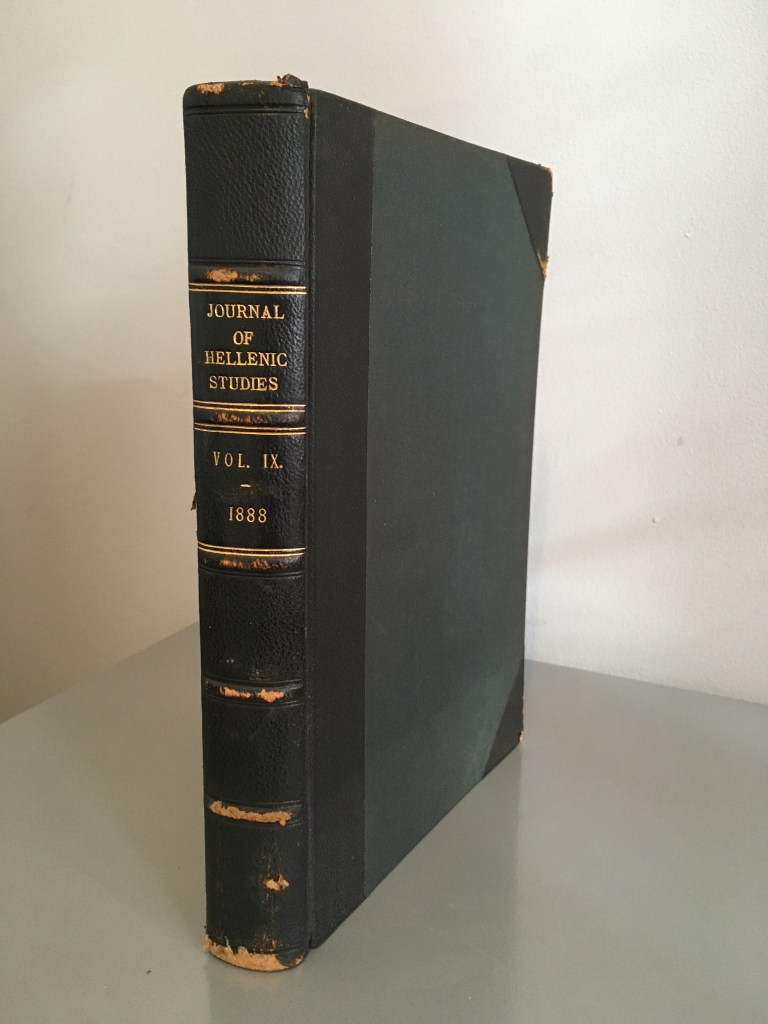 JOURNAL
OF
HELLENIC
STUDIES
VOL. IX.
–
1888